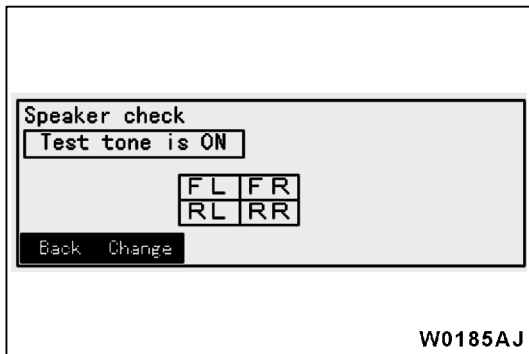 Speaker check
Test tone is ON
FL FR
RL RR
Back Change
W0185AJ